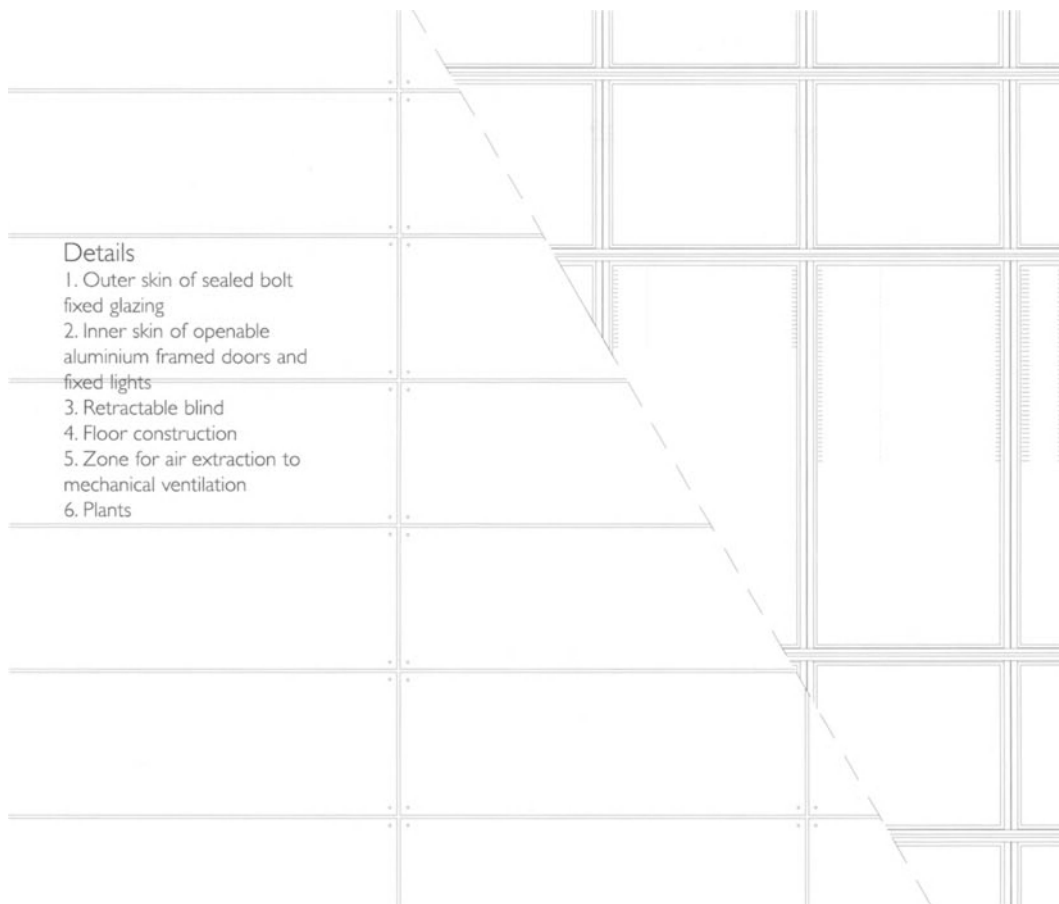 Details
1. Outer skin of sealed bolt
fixed glazing
2. Inner skin of openable
aluminium framed doors and
fixed lights
3. Retractable blind
4. Floor construction
5. Zone for air extraction to
mechanical ventilation
6. Plants